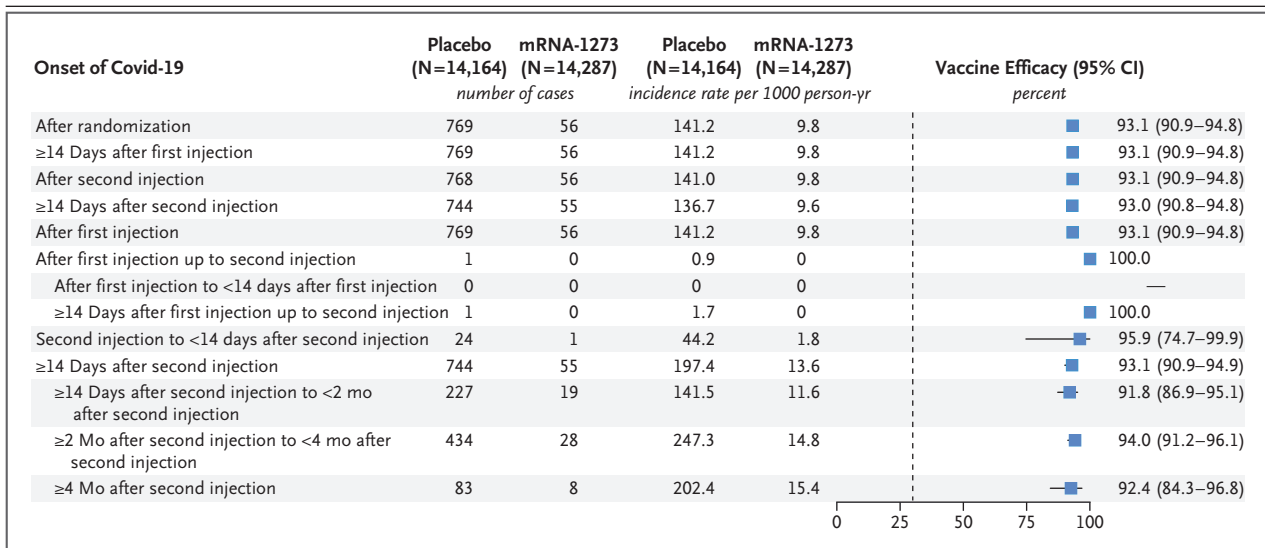 Placebo mRNA-1273 Placebo mRNA-1273
Onset of Covid-19 (N=14,164) (N=14,287) (N=14,164) (N=14,287) Vaccine Efficacy (95% CI)
number of cases incidence rate per 1000 person-yr percent
After randomization 769 56 141.2 9.8 93.1 (90.9–94.8)
≥14 Days after first injection 769 56 141.2 9.8 93.1 (90.9–94.8)
After second injection 768 56 141.0 9.8 93.1 (90.9–94.8)
≥14 Days after second injection 744 55 136.7 9.6 93.0 (90.8–94.8)
After first injection 769 56 141.2 9.8 93.1 (90.9–94.8)
After first injection up to second injection 1 0 0.9 0 100.0
After first injection to <14 days after first injection 0 0 0 0 —
≥14 Days after first injection up to second injection 1 0 1.7 0 100.0
Second injection to <14 days after second injection 24 1 44.2 1.8 95.9 (74.7–99.9)
≥14 Days after second injection 744 55 197.4 13.6 93.1 (90.9–94.9)
≥14 Days after second injection to <2 mo 227 19 141.5 11.6 91.8 (86.9–95.1)
after second injection
≥2 Mo after second injection to <4 mo after 434 28 247.3 14.8 94.0 (91.2–96.1)
second injection
≥4 Mo after second injection 83 8 202.4 15.4 92.4 (84.3–96.8)
0 25 50 75 100